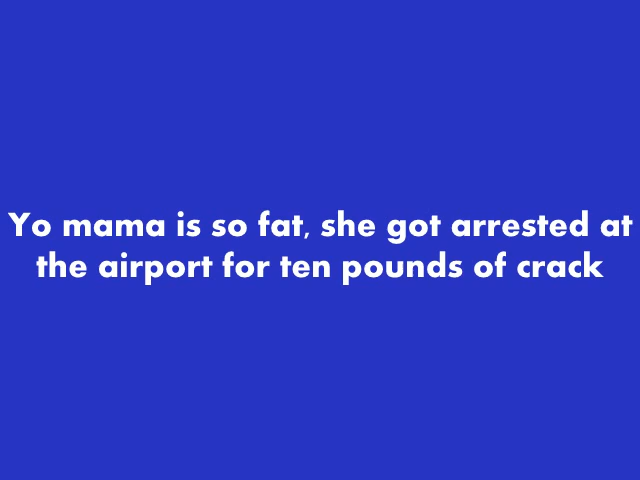 Yo mama is so fat, she got arrested at
the airport for ten pounds of crack